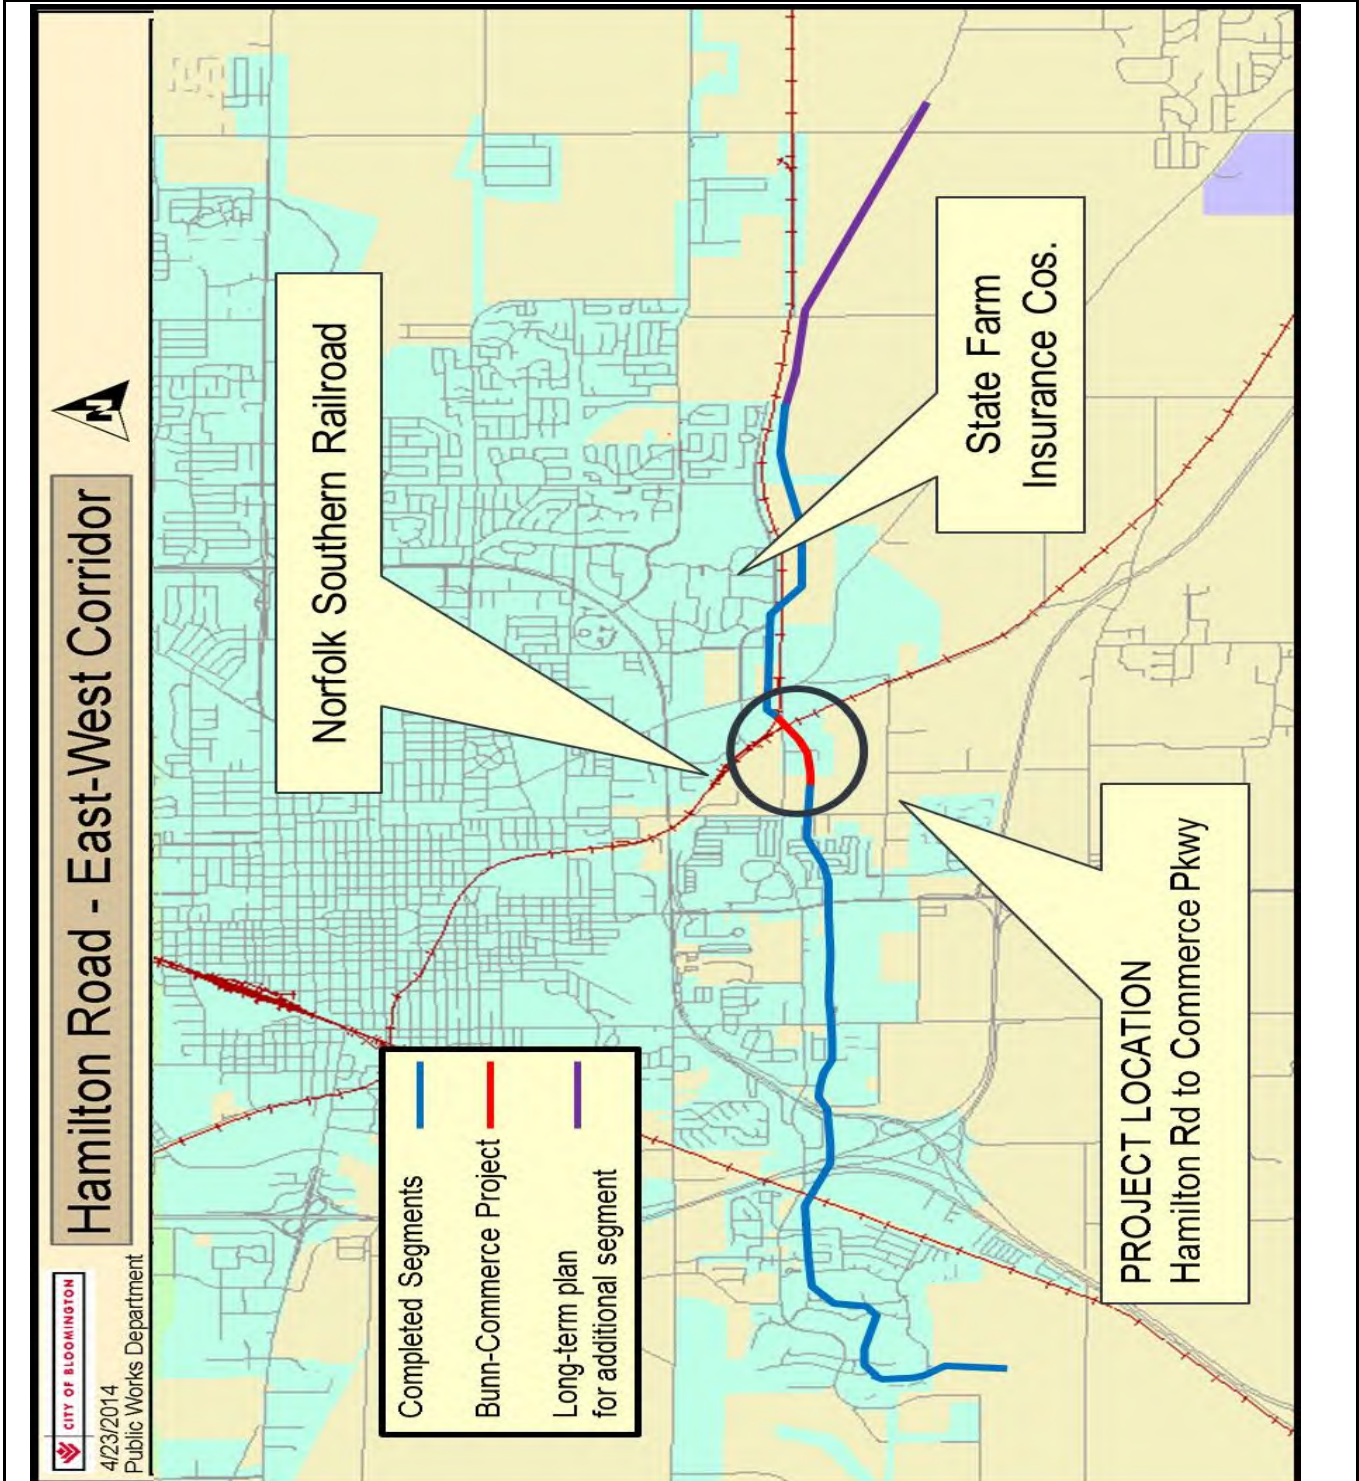 CITY OF BLOOMINGTON
4/23/2014
Public Works Department
Hamilton Road - East-West Corridor
N
Norfolk Southern Railroad
State Farm
Insurance Cos.
Completed Segments
Bunn-Commerce Project
Long-term plan
for additional segment
PROJECT LOCATION
Hamilton Rd to Commerce Pkwy